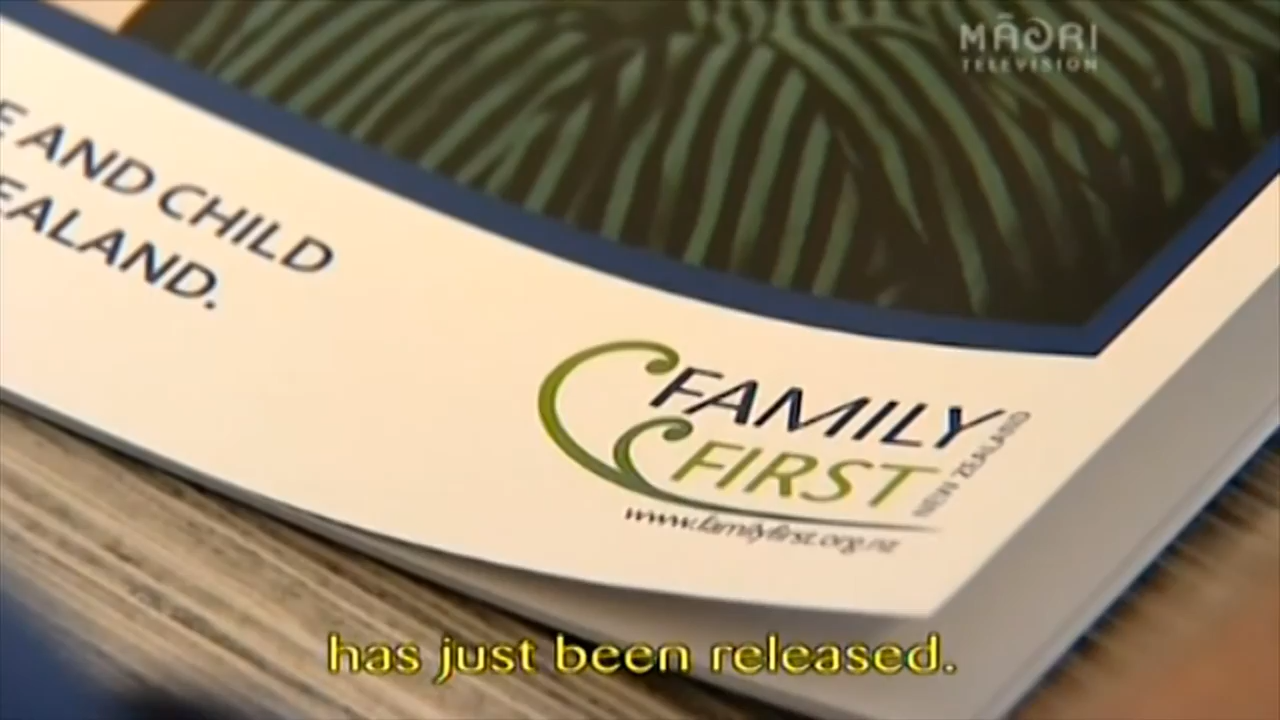 MĀORI
TELEVISION
E AND CHILD
EALAND.
FAMILY
FIRST
NEW ZEALAND
www.familyfirst.org.nz
has just been released.